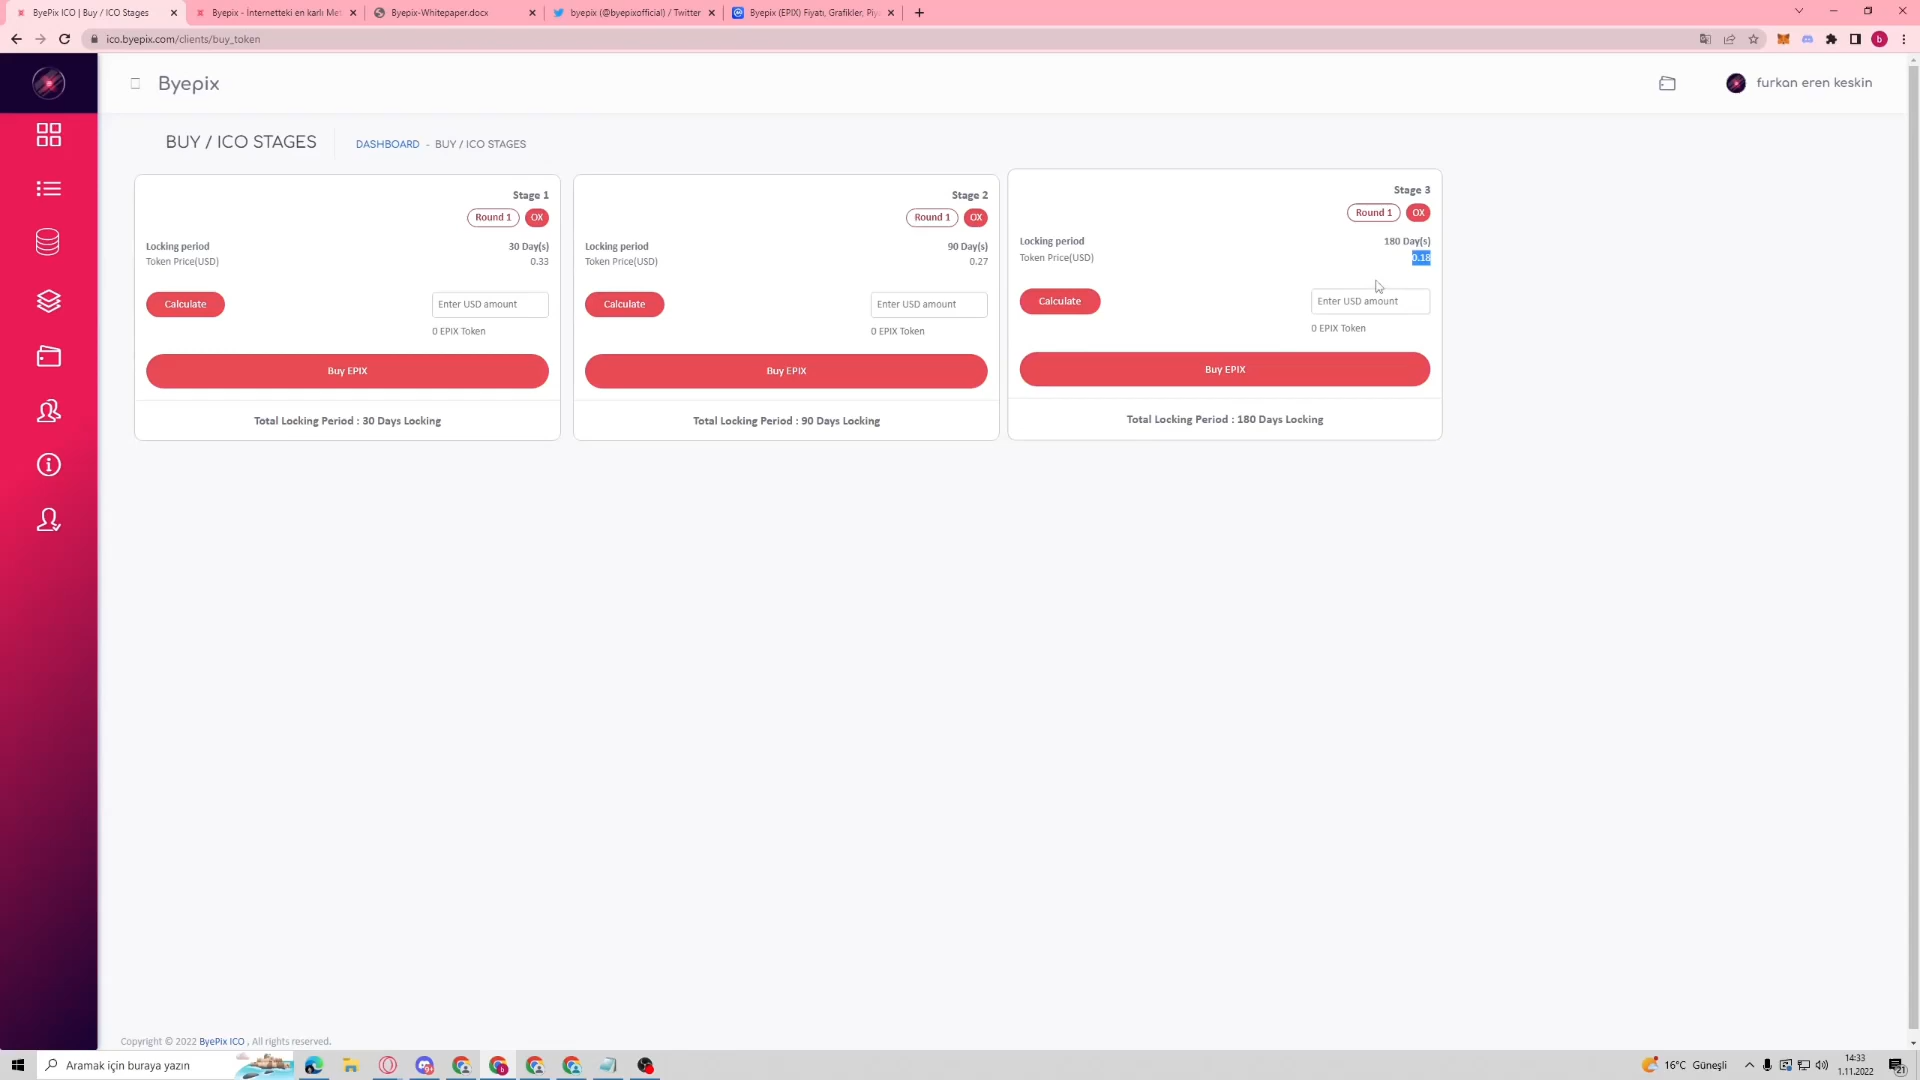 ByePix ICO | Buy / ICO Stages
Byepix - İnternetteki en karlı Met
Byepix-Whitepaper.docx
byepix (@byepixofficial) / Twitter
Byepix (EPIX) Fiyatı, Grafikler, Piy
ico.byepix.com/clients/buy_token
b
Byepix
furkan eren keskin
BUY / ICO STAGES
DASHBOARD - BUY / ICO STAGES
Stage 1
Round 1 OX
Locking period 30 Day(s)
Token Price(USD) 0.33
Calculate Enter USD amount
0 EPIX Token
Buy EPIX
Total Locking Period : 30 Days Locking
Stage 2
Round 1 OX
Locking period 90 Day(s)
Token Price(USD) 0.27
Calculate Enter USD amount
0 EPIX Token
Buy EPIX
Total Locking Period : 90 Days Locking
Stage 3
Round 1 OX
Locking period 180 Day(s)
Token Price(USD) 0.18
Calculate Enter USD amount
0 EPIX Token
Buy EPIX
Total Locking Period : 180 Days Locking
Copyright © 2022 ByePix ICO , All rights reserved.
Aramak için buraya yazın
16°C Güneşli
14:33
1.11.2022
21